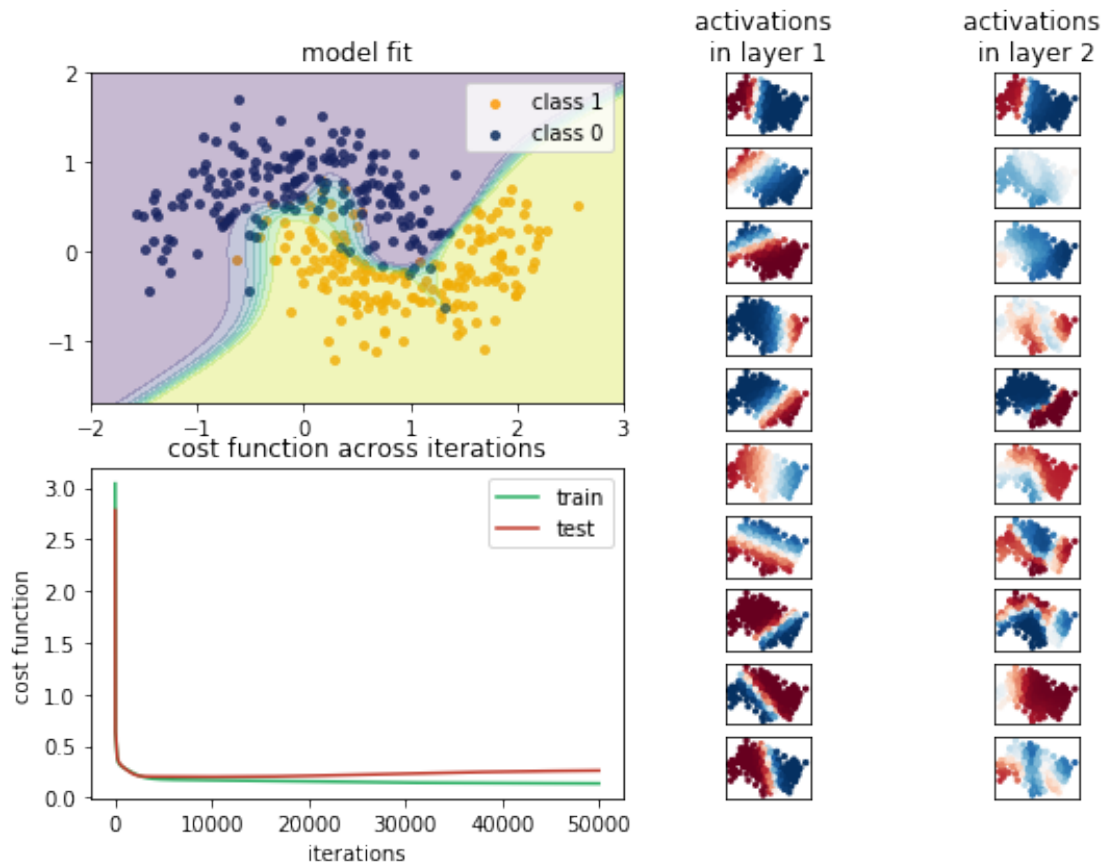 model fit
class 1
class 0
2
1
0
−1
−2
−1
0
1
2
3
cost function across iterations
train
test
cost function
3.0
2.5
2.0
1.5
1.0
0.5
0.0
0
10000
20000
30000
40000
50000
iterations
activations
in layer 1
activations
in layer 2